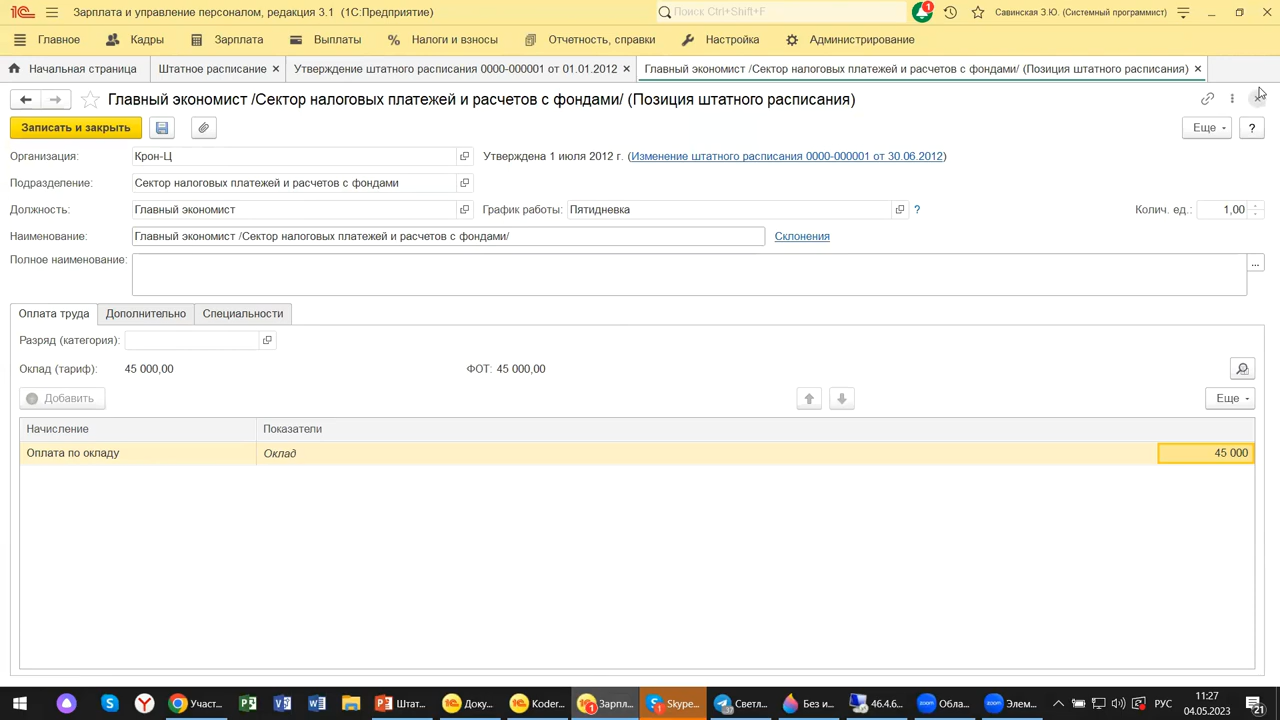 Зарплата и управление персоналом, редакция 3.1 (1С:Предприятие)
Поиск Ctrl+Shift+F
1
Савинская З.Ю. (Системный программист)
Главное
Кадры
Зарплата
Выплаты
Налоги и взносы
Отчетность, справки
Настройка
Администрирование
Начальная страница
Штатное расписание
Утверждение штатного расписания 0000-000001 от 01.01.2012
Главный экономист /Сектор налоговых платежей и расчетов с фондами/ (Позиция штатного расписания)
Главный экономист /Сектор налоговых платежей и расчетов с фондами/ (Позиция штатного расписания)
Записать и закрыть
Еще
?
Организация:
Крон-Ц
Утверждена 1 июля 2012 г. (Изменение штатного расписания 0000-000001 от 30.06.2012)
Подразделение:
Сектор налоговых платежей и расчетов с фондами
Должность:
Главный экономист
График работы:
Пятидневка
?
Колич. ед.:
1,00
Наименование:
Главный экономист /Сектор налоговых платежей и расчетов с фондами/
Склонения
Полное наименование:
...
Оплата труда
Дополнительно
Специальности
Разряд (категория):
Оклад (тариф):
45 000,00
ФОТ: 45 000,00
Добавить
Еще
Начисление
Показатели
Оплата по окладу
Оклад
45 000
Участ...
Штат...
Доку...
Koder...
Зарпл...
Skype...
Светл...
Без и...
46.4.6...
Обла...
Элем...
РУС
11:27
04.05.2023
21